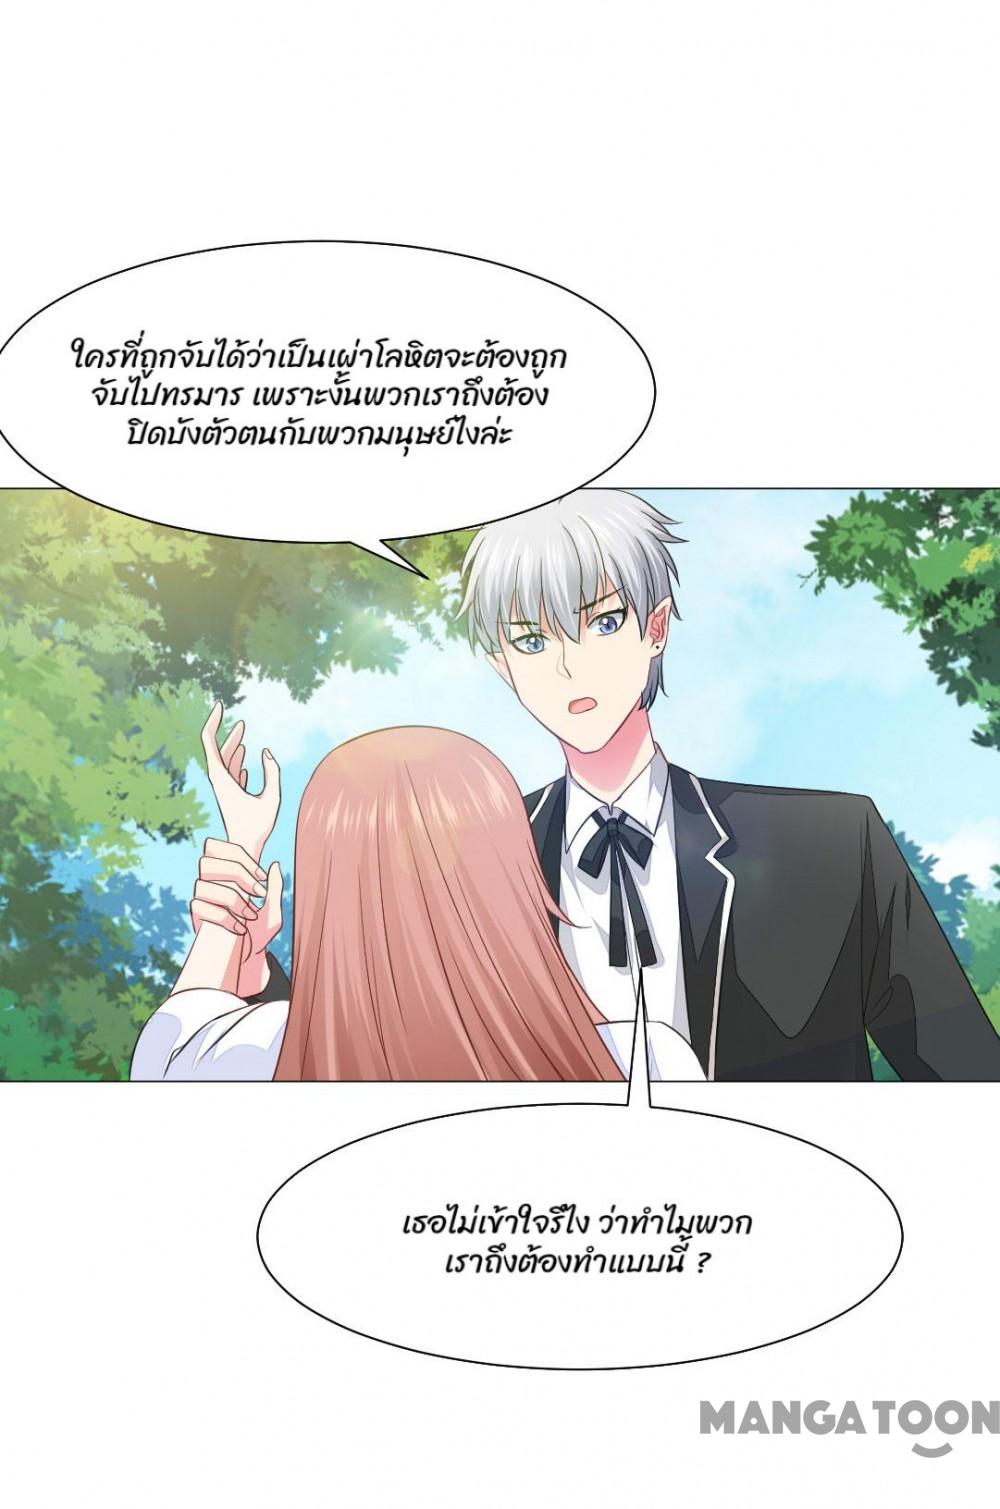 ใครที่ถูกจับได้ว่าเป็นเผ่าโลหิตจะต้องถูก
จับไปทรมาร เพราะงั้นพวกเราถึงต้อง
ปิดบังตัวตนกับพวกมนุษย์ไงล่ะ
เธอไม่เข้าใจรึไง ว่าทำไมพวก
เราถึงต้องทำแบบนี้ ?
MANGATOON